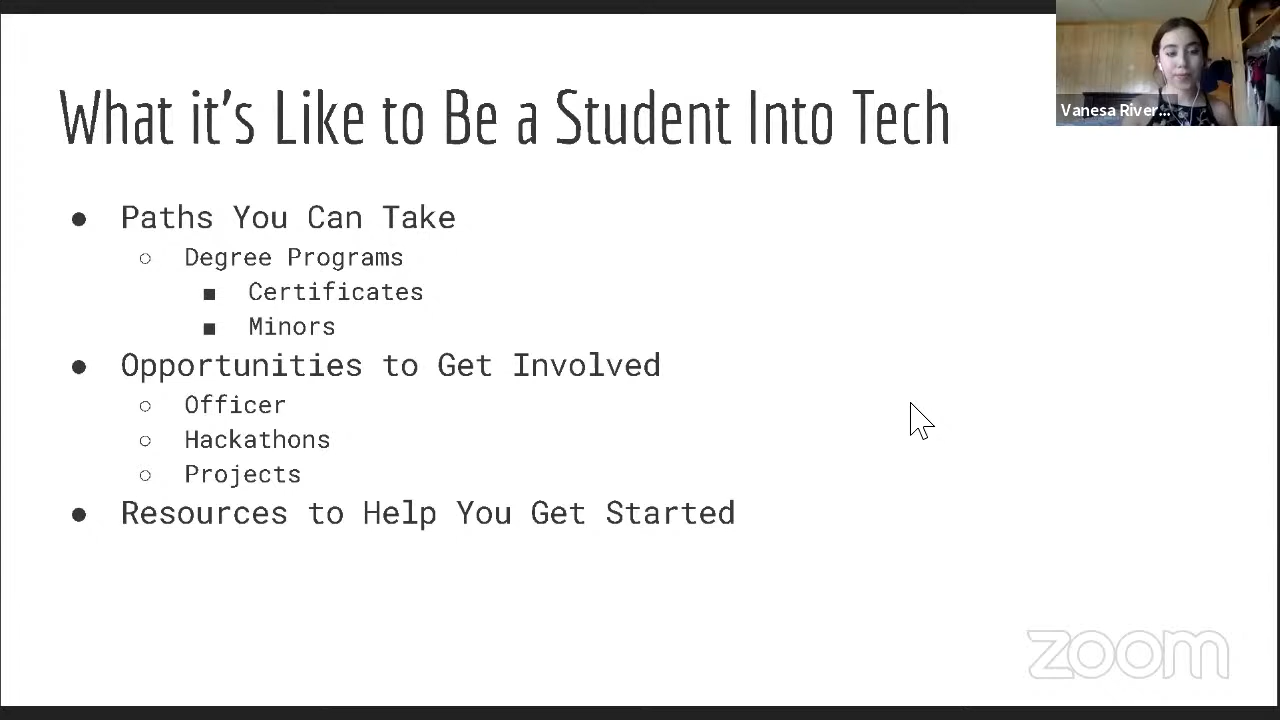 What it's Like to Be a Student Into Tech
Vanesa River...
● Paths You Can Take
○ Degree Programs
■ Certificates
■ Minors
● Opportunities to Get Involved
○ Officer
○ Hackathons
○ Projects
● Resources to Help You Get Started
zoom